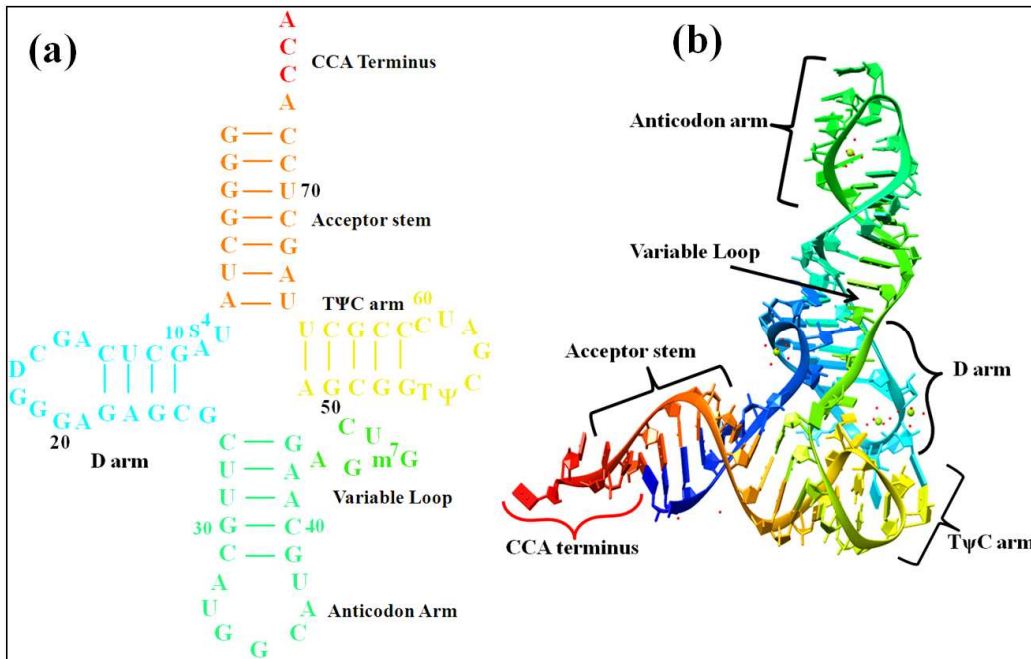 (a)
A
C
CCA Terminus
C
A
G C
G C
G U 70
G C
Acceptor stem
C G
U A
A U
TΨC arm 60
10 S⁴U
D C G A C U C G A
G G G A G A G C G
20
D arm
U C G C C C U A G
A G C G G T Ψ C
50
C U m⁷G G A
Variable Loop
C G
U A
U A
30 G C 40
C G
A U
U A
G G C
Anticodon Arm
(b)
Anticodon arm
Variable Loop
Acceptor stem
D arm
CCA terminus
TψC arm